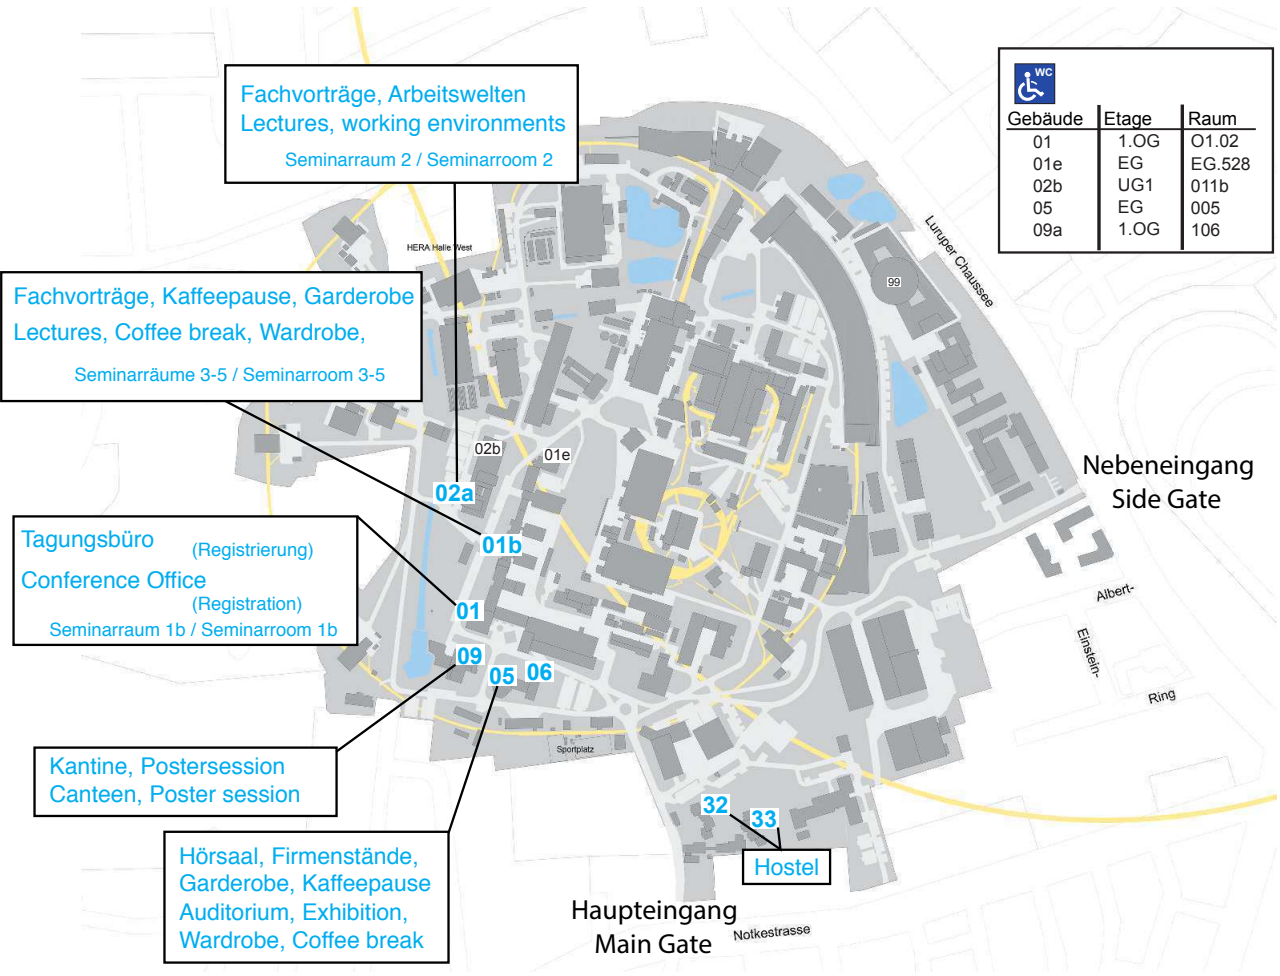 Fachvorträge, Arbeitswelten
Lectures, working environments
Seminarraum 2 / Seminarroom 2
WC
Gebäude Etage Raum
01 1.OG O1.02
01e EG EG.528
02b UG1 011b
05 EG 005
09a 1.OG 106
HERA Halle West
Luruper Chaussee
99
Fachvorträge, Kaffeepause, Garderobe
Lectures, Coffee break, Wardrobe,
Seminarräume 3-5 / Seminarroom 3-5
02b
01e
02a
01b
Nebeneingang
Side Gate
Tagungsbüro (Registrierung)
Conference Office
(Registration)
Seminarraum 1b / Seminarroom 1b
01
09
05
06
Albert-
Einstein-
Ring
Sportplatz
Kantine, Postersession
Canteen, Poster session
32
33
Hostel
Hörsaal, Firmenstände,
Garderobe, Kaffeepause
Auditorium, Exhibition,
Wardrobe, Coffee break
Haupteingang
Main Gate
Notkestrasse